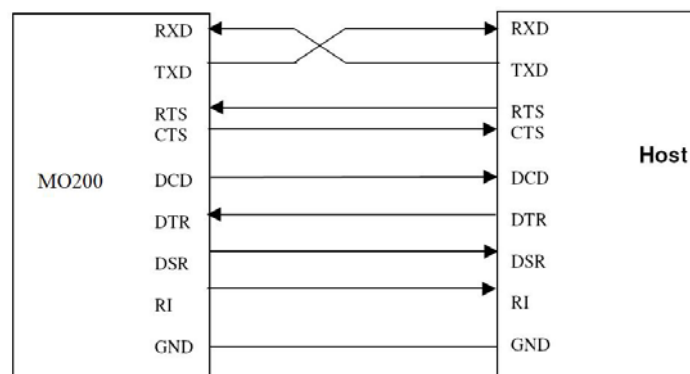 RXD RXD
TXD TXD
RTS RTS
CTS CTS
Host
MO200
DCD DCD
DTR DTR
DSR DSR
RI RI
GND GND